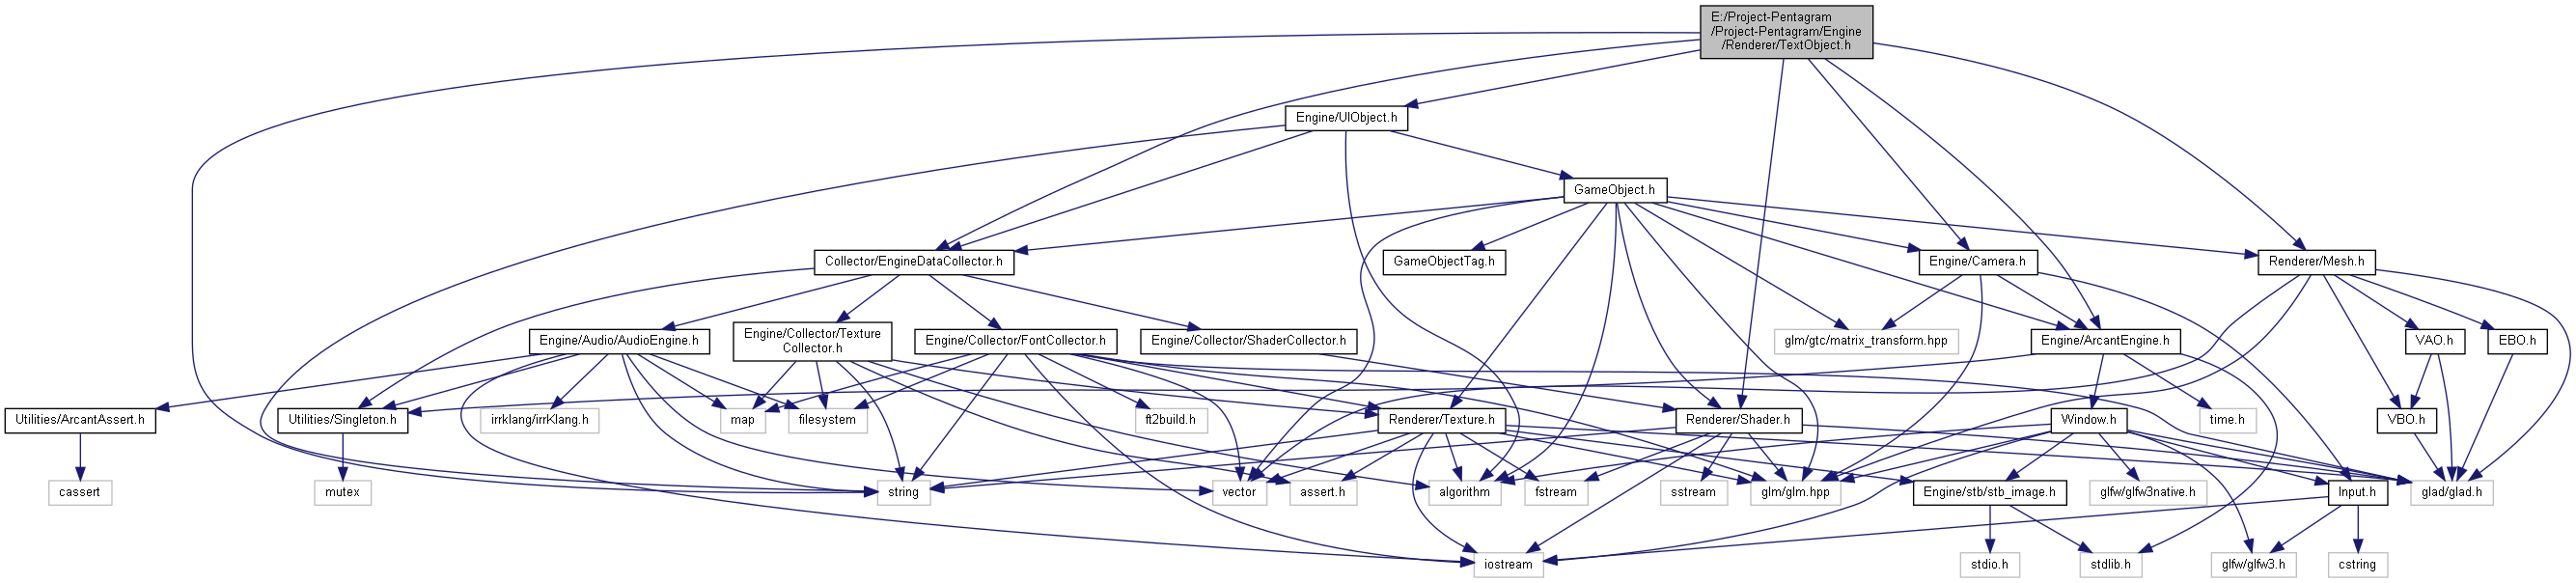 E:/Project-Pentagram
/Project-Pentagram/Engine
/Renderer/TextObject.h
Engine/UIObject.h
GameObject.h
Collector/EngineDataCollector.h
GameObjectTag.h
Engine/Camera.h
Renderer/Mesh.h
Engine/Audio/AudioEngine.h
Engine/Collector/Texture
Collector.h
Engine/Collector/FontCollector.h
Engine/Collector/ShaderCollector.h
glm/gtc/matrix_transform.hpp
Engine/ArcantEngine.h
VAO.h
EBO.h
Utilities/ArcantAssert.h
Utilities/Singleton.h
irrklang/irrKlang.h
map
filesystem
ft2build.h
Renderer/Texture.h
Renderer/Shader.h
Window.h
time.h
VBO.h
cassert
mutex
string
vector
assert.h
algorithm
fstream
sstream
glm/glm.hpp
Engine/stb/stb_image.h
glfw/glfw3native.h
Input.h
glad/glad.h
iostream
stdio.h
stdlib.h
glfw/glfw3.h
cstring